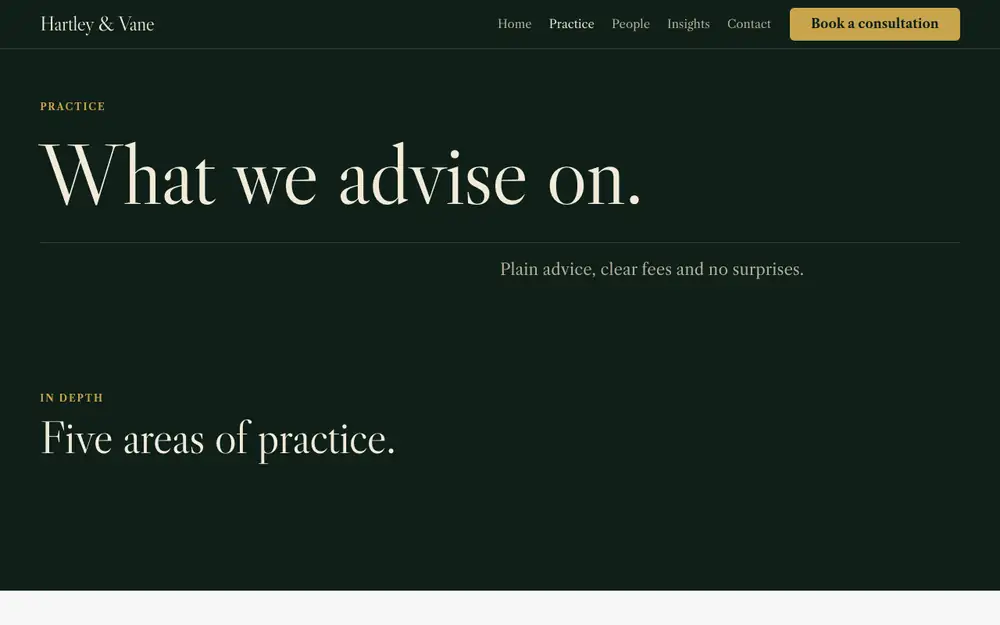 Hartley & Vane
Home Practice People Insights Contact Book a consultation
PRACTICE
What we advise on.
Plain advice, clear fees and no surprises.
IN DEPTH
Five areas of practice.